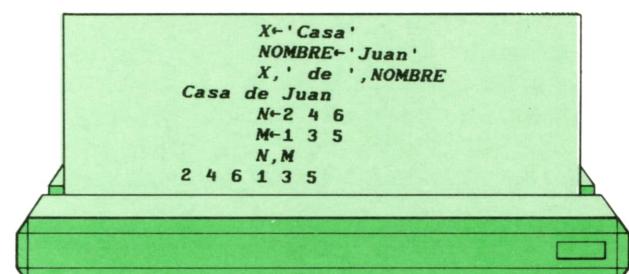 X←'Casa'
NOMBRE←'Juan'
X,' de ',NOMBRE
Casa de Juan
N←2 4 6
M←1 3 5
N,M
2 4 6 1 3 5